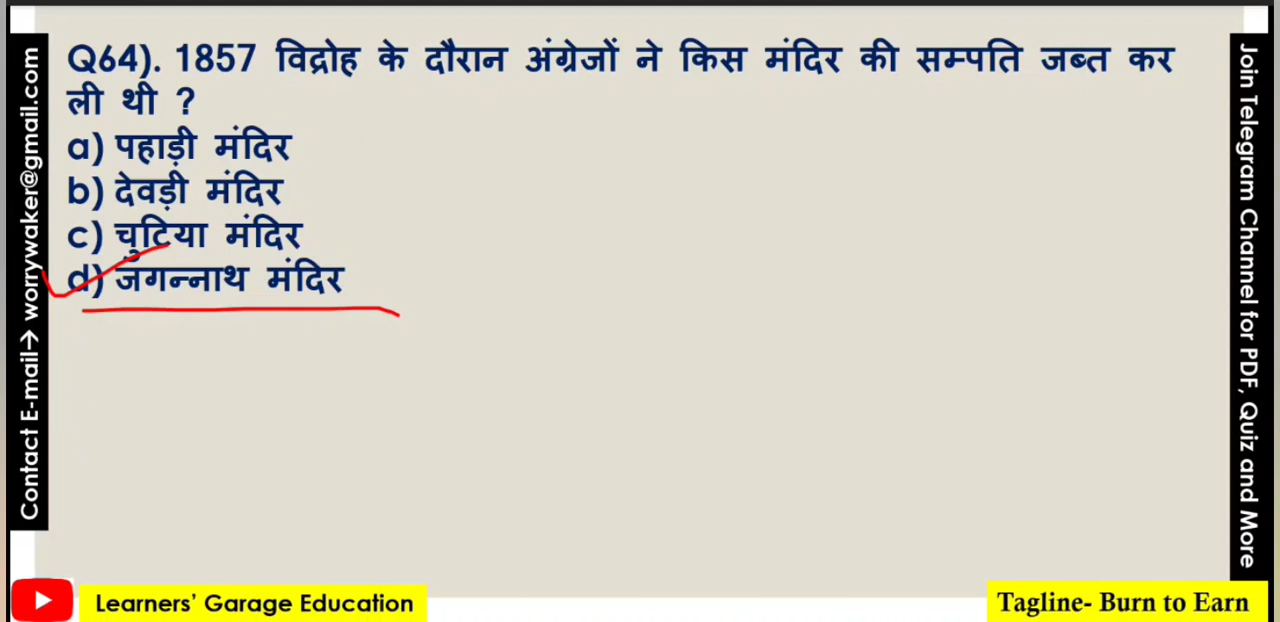 Q64). 1857 विद्रोह के दौरान अंग्रेजों ने किस मंदिर की सम्पति जब्त कर
ली थी ?
a) पहाड़ी मंदिर
b) देवड़ी मंदिर
c) चुटिया मंदिर
d) जगन्नाथ मंदिर
Contact E-mail→ worrywaker@gmail.com
Join Telegram Channel for PDF, Quiz and More
Learners’ Garage Education
Tagline- Burn to Earn